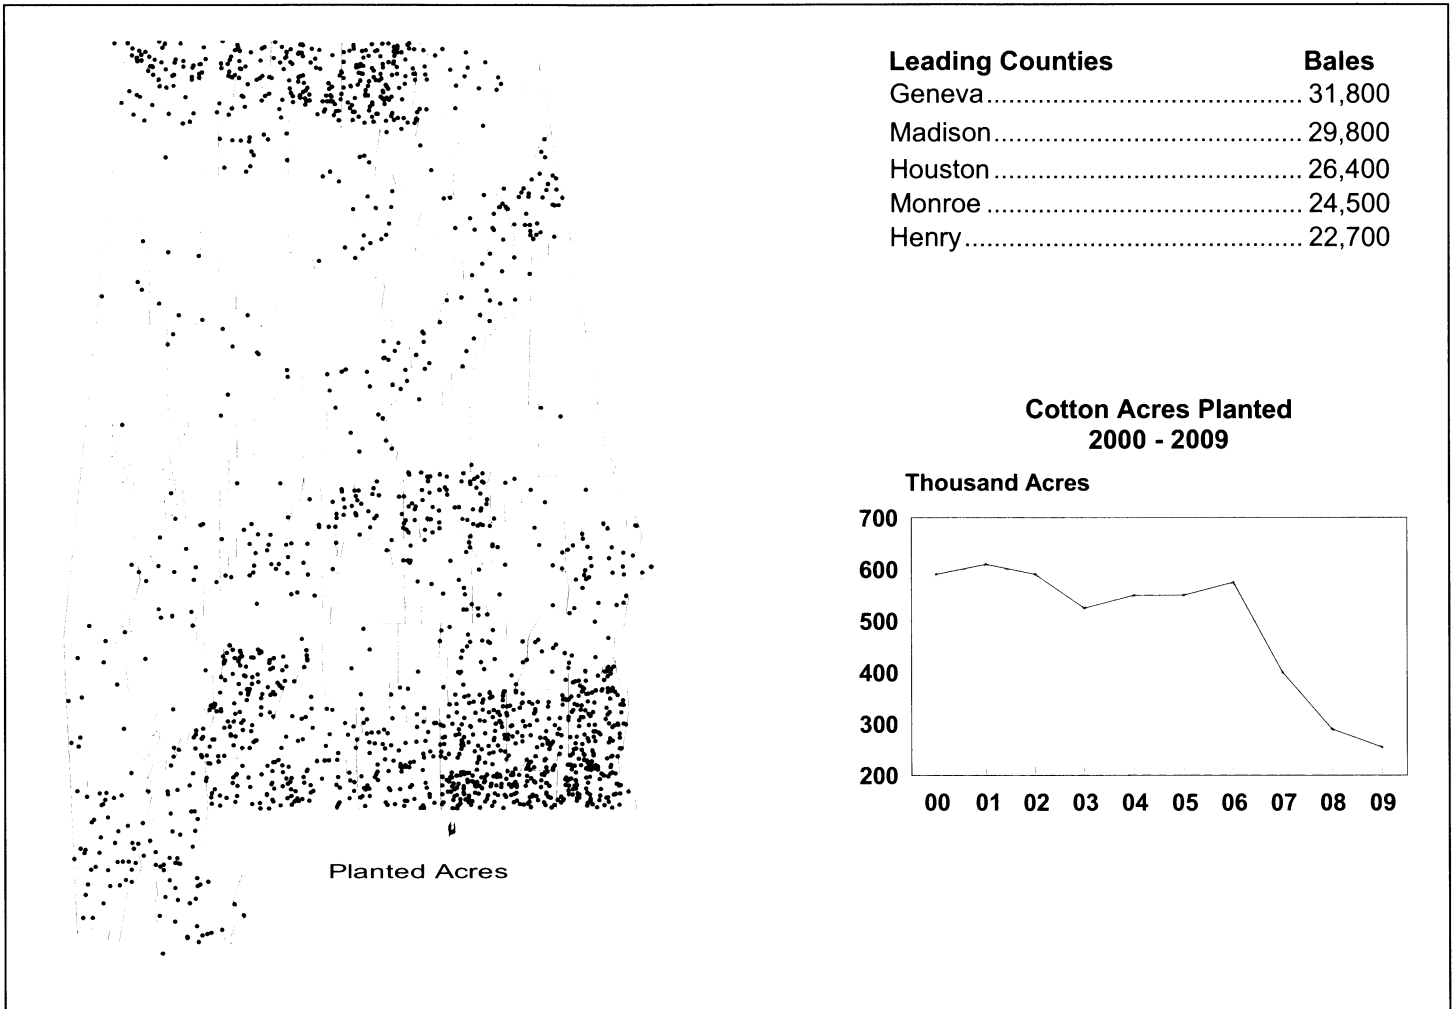 Leading Counties Bales
Geneva........................................... 31,800
Madison.......................................... 29,800
Houston.......................................... 26,400
Monroe ........................................... 24,500
Henry.............................................. 22,700
Cotton Acres Planted
2000 - 2009
Thousand Acres
700
600
500
400
300
200
00 01 02 03 04 05 06 07 08 09
Planted Acres